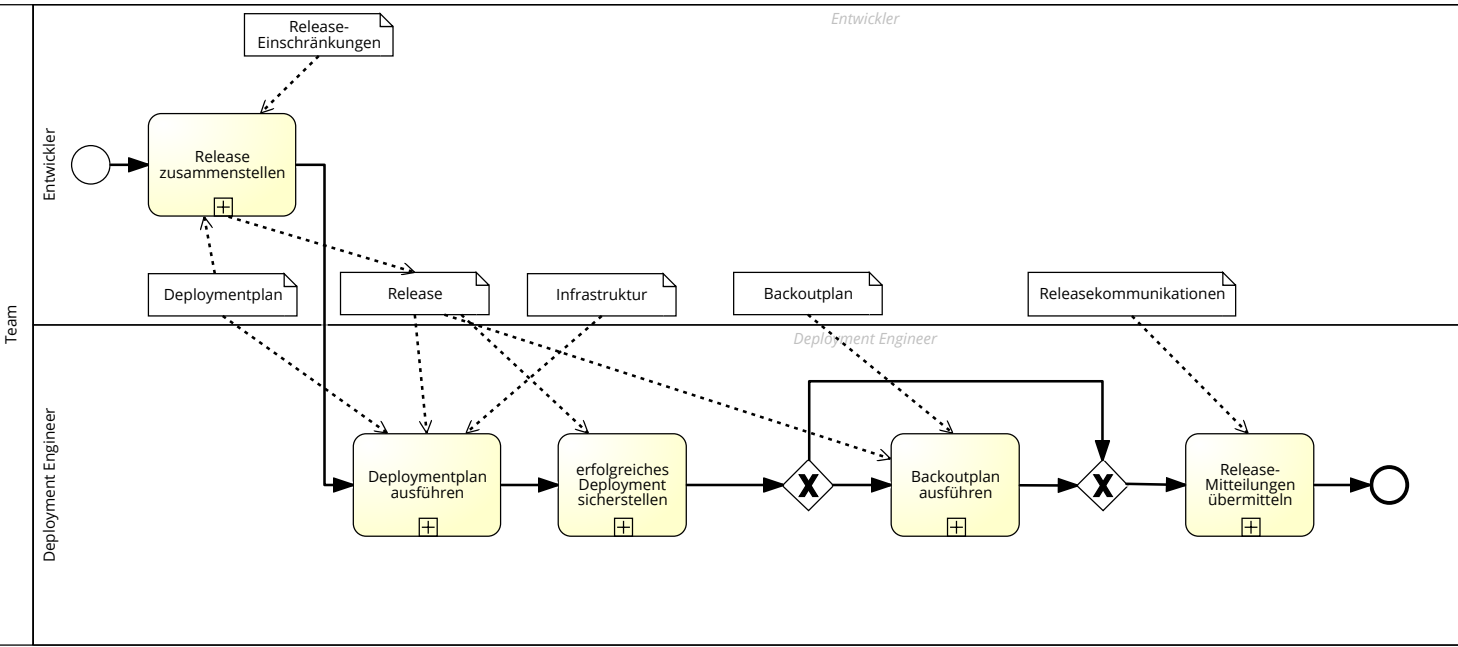 Team
Entwickler
Entwickler
Release-
Einschränkungen
Release
zusammenstellen
Deploymentplan
Release
Infrastruktur
Backoutplan
Releasekommunikationen
Deployment Engineer
Deployment Engineer
Deploymentplan
ausführen
erfolgreiches
Deployment
sicherstellen
X
Backoutplan
ausführen
X
Release-
Mitteilungen
übermitteln